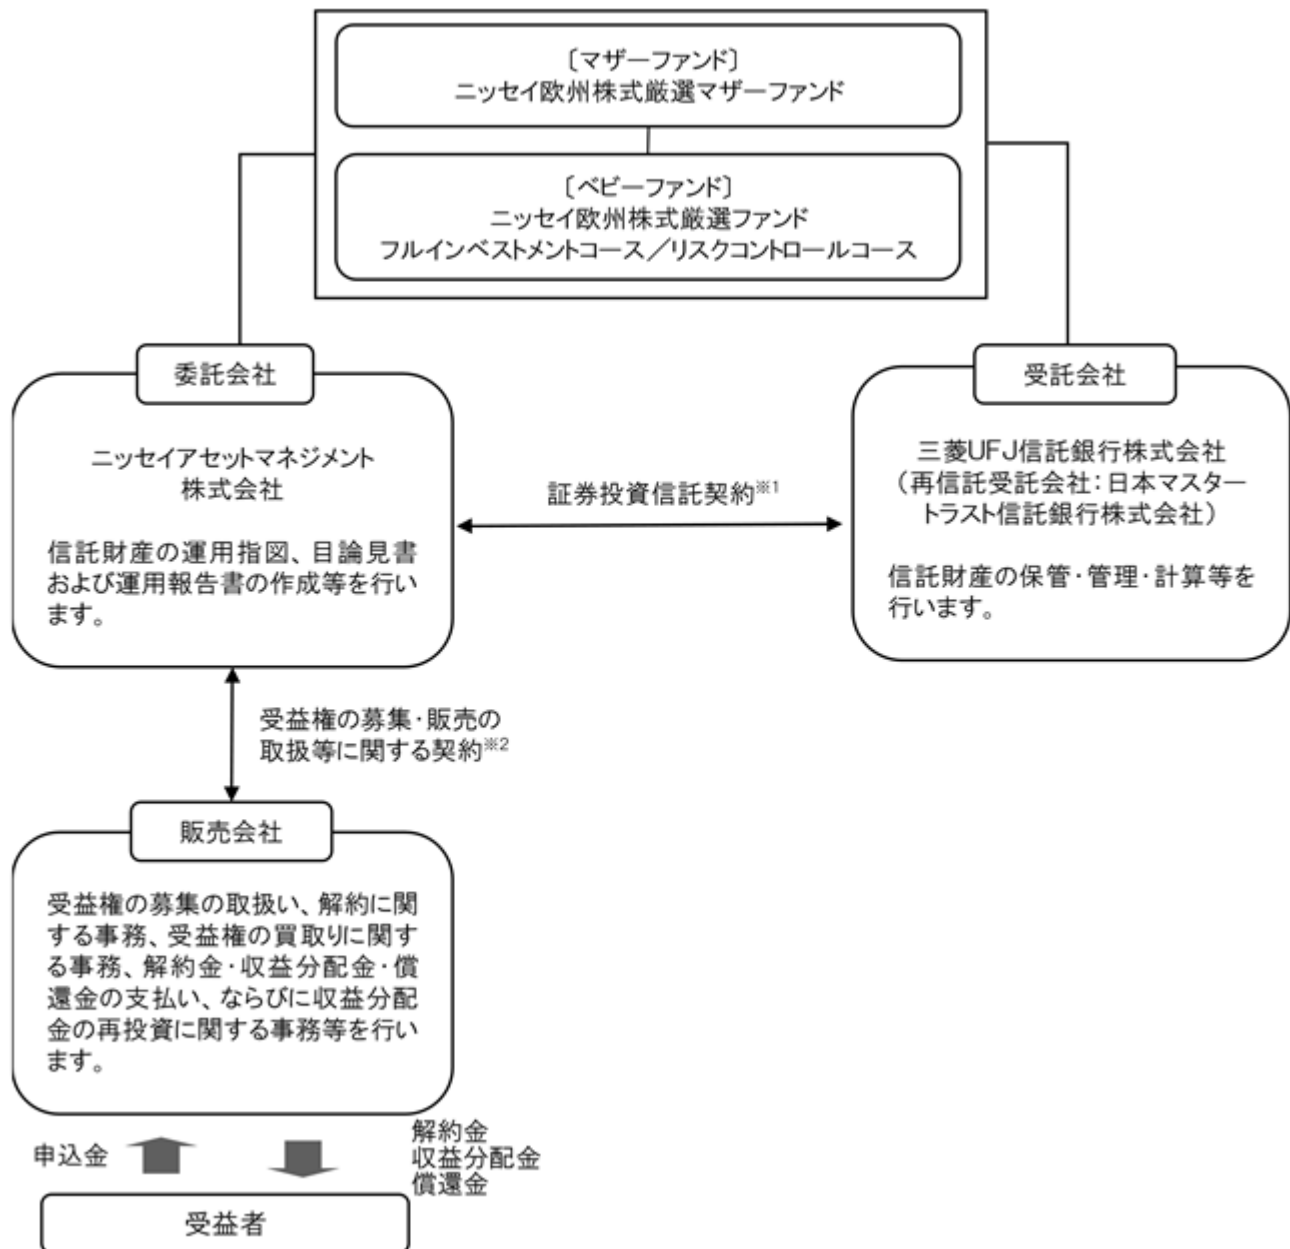 〔マザーファンド〕
ニッセイ欧州株式厳選マザーファンド
〔ベビーファンド〕
ニッセイ欧州株式厳選ファンド
フルインベストメントコース／リスクコントロールコース
委託会社
ニッセイアセットマネジメント
株式会社
信託財産の運用指図、目論見書
および運用報告書の作成等を行い
ます。
証券投資信託契約※1
受託会社
三菱UFJ信託銀行株式会社
（再信託受託会社：日本マスター
トラスト信託銀行株式会社）
信託財産の保管・管理・計算等を
行います。
受益権の募集・販売の
取扱等に関する契約※2
販売会社
受益権の募集の取扱い、解約に関
する事務、受益権の買取りに関す
る事務、解約金・収益分配金・償
還金の支払い、ならびに収益分配
金の再投資に関する事務等を行い
ます。
申込金
解約金
収益分配金
償還金
受益者